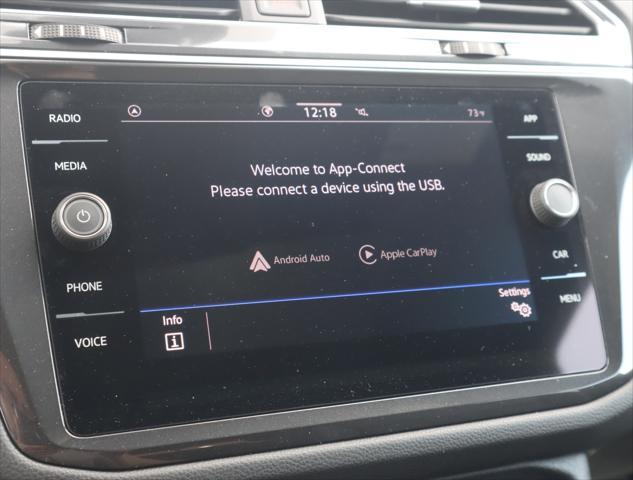 RADIO
MEDIA
PHONE
VOICE
12:18
73°F
Welcome to App-Connect
Please connect a device using the USB.
Android Auto
Apple CarPlay
Info
i
Settings
APP
SOUND
CAR
MENU